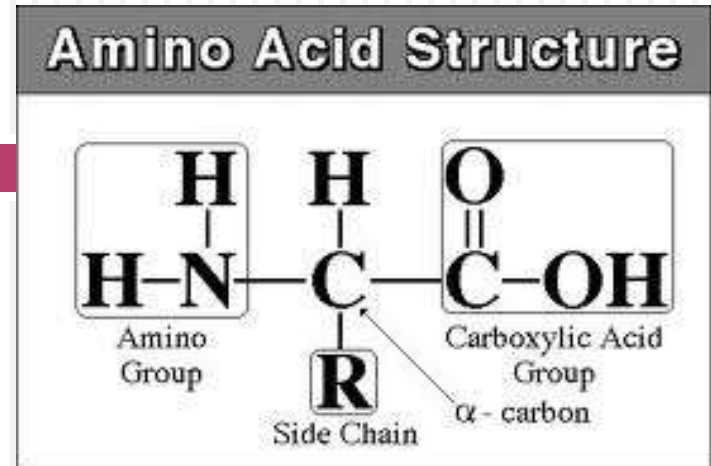 Amino Acid Structure
H H O
H-N-C-C-OH
Amino Group
R
Side Chain
α - carbon
Carboxylic Acid Group